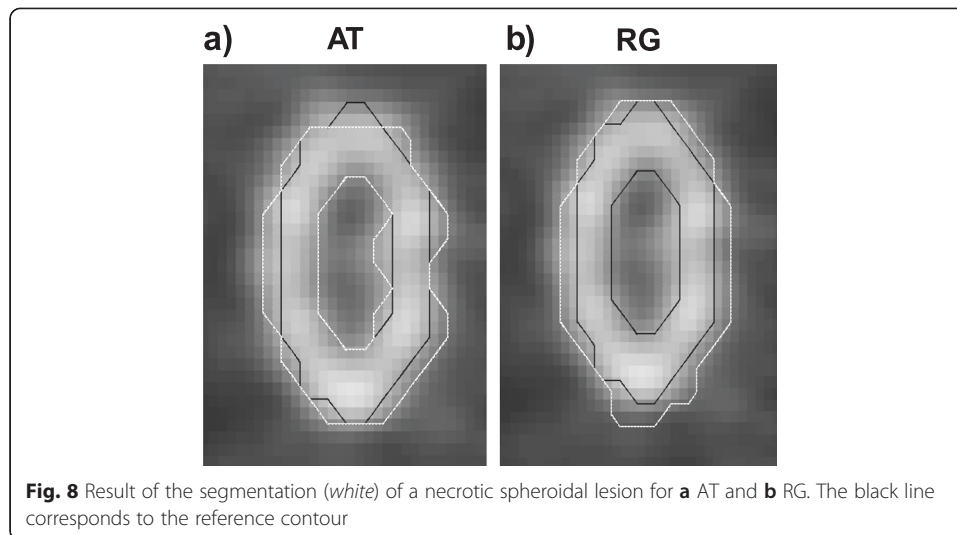 a) AT b) RG
Fig. 8 Result of the segmentation (white) of a necrotic spheroidal lesion for a AT and b RG. The black line
corresponds to the reference contour